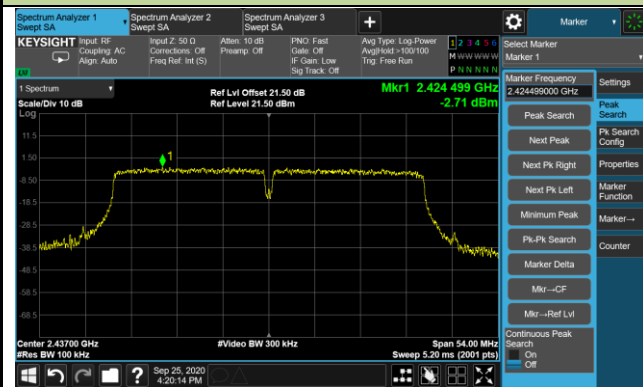 Spectrum Analyzer 1
Swept SA
Spectrum Analyzer 2
Swept SA
Spectrum Analyzer 3
Swept SA
+
Marker
KEYSIGHT
Input: RF
Coupling: AC
Align: Auto
Input Z: 50 Ω
Corrections: Off
Freq Ref: Int (S)
Atten: 10 dB
Preamp: Off
PNO: Fast
Gate: Off
IF Gain: Low
Sig Track: Off
Avg Type: Log-Power
Avg|Hold:>100/100
Trig: Free Run
1 2 3 4 5 6
M W W W W W
P N N N N N
LVI
Select Marker
Marker 1
1 Spectrum
Scale/Div 10 dB
Log
Ref Lvl Offset 21.50 dB
Ref Level 21.50 dBm
Mkr1 2.424 499 GHz
-2.71 dBm
11.5
1.50
-8.50
-18.5
-28.5
-38.5
-48.5
-58.5
-68.5
1
Center 2.43700 GHz
#Res BW 100 kHz
#Video BW 300 kHz
Span 54.00 MHz
Sweep 5.20 ms (2001 pts)
Marker Frequency
2.424499000 GHz
Peak Search
Next Peak
Next Pk Right
Next Pk Left
Minimum Peak
Pk-Pk Search
Marker Delta
Mkr→CF
Mkr→Ref Lvl
Continuous Peak
Search
On
Off
Settings
Peak
Search
Pk Search
Config
Properties
Marker
Function
Marker→
Counter
?
Sep 25, 2020
4:20:14 PM